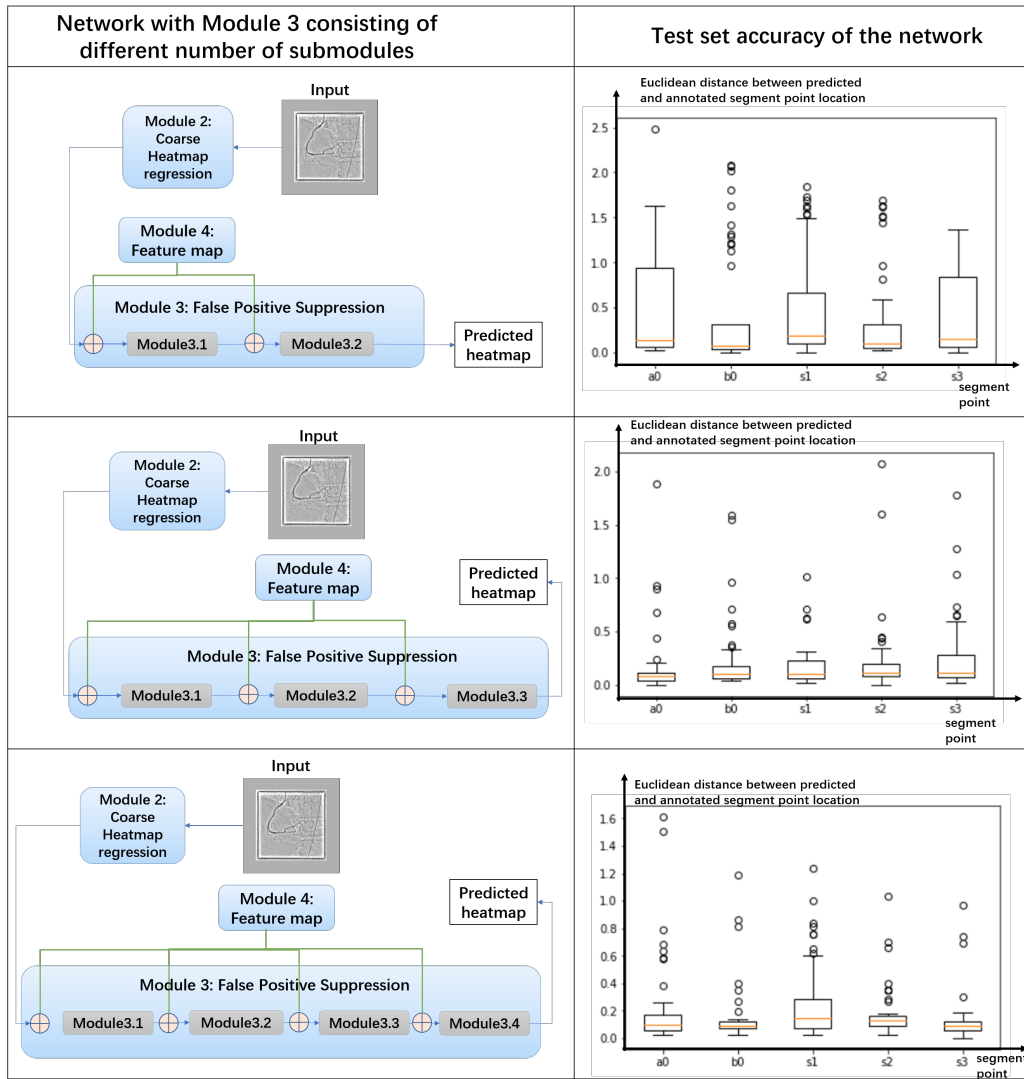 Network with Module 3 consisting of
different number of submodules
Test set accuracy of the network
Input
Module 2:
Coarse
Heatmap
regression
Module 4:
Feature map
Module 3: False Positive Suppression
Module3.1
Module3.2
Predicted
heatmap
Euclidean distance between predicted
and annotated segment point location
2.5
2.0
1.5
1.0
0.5
0.0
a0
b0
s1
s2
s3
segment
point
Input
Module 2:
Coarse
Heatmap
regression
Module 4:
Feature map
Predicted
heatmap
Module 3: False Positive Suppression
Module3.1
Module3.2
Module3.3
Euclidean distance between predicted
and annotated segment point location
2.0
1.5
1.0
0.5
0.0
a0
b0
s1
s2
s3
segment
point
Input
Module 2:
Coarse
Heatmap
regression
Module 4:
Feature map
Predicted
heatmap
Module 3: False Positive Suppression
Module3.1
Module3.2
Module3.3
Module3.4
Euclidean distance between predicted
and annotated segment point location
1.6
1.4
1.2
1.0
0.8
0.6
0.4
0.2
0.0
a0
b0
s1
s2
s3
segment
point